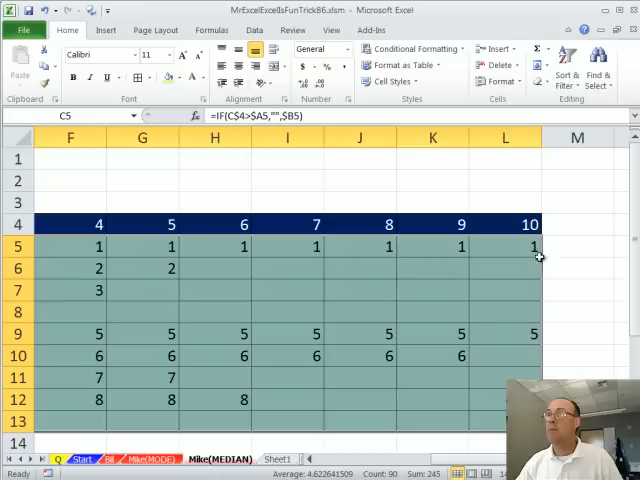 MrExcelExcelIsFunTrick86.xlsm - Microsoft Excel
File Home Insert Page Layout Formulas Data Review View Add-Ins
Paste Calibri 11 General Conditional Formatting Insert Σ
B I U $ % , Format as Table Delete Sort & Filter Find & Select
Cell Styles Format
Clipboard Font Alignment Number Styles Cells Editing
C5 fx =IF(C$4>$A5,"",$B5)
F G H I J K L M
1
2
3
4 4 5 6 7 8 9 10
5 1 1 1 1 1 1 1
6 2 2
7 3
8
9 5 5 5 5 5 5 5
10 6 6 6 6 6 6
11 7 7
12 8 8 8
13
14
Q Start Bill Mike(MODE) Mike(MEDIAN) Sheet1
Ready Average: 4.622641509 Count: 90 Sum: 245